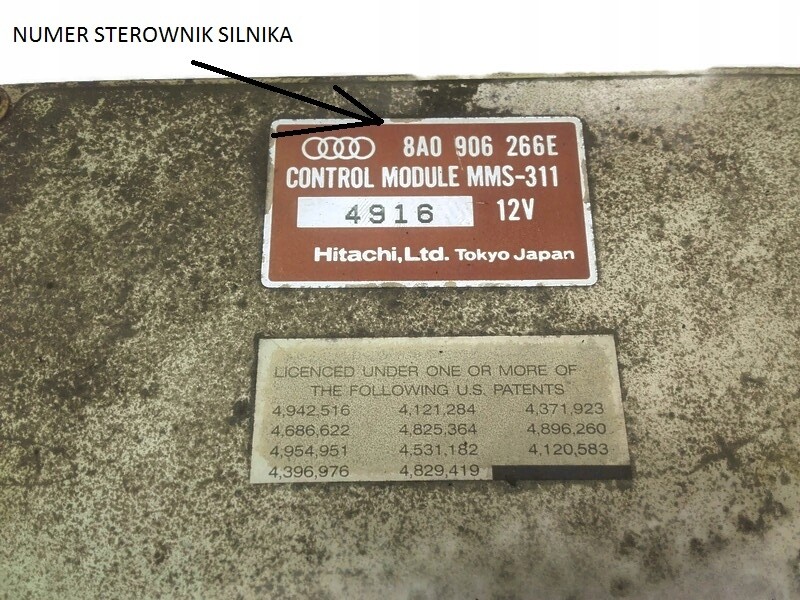 NUMER STEROWNIK SILNIKA
8A0 906 266E
CONTROL MODULE MMS-311
4916 12V
Hitachi, Ltd. Tokyo Japan
LICENCED UNDER ONE OR MORE OF
THE FOLLOWING U.S. PATENTS
4,942,516 4,121,284 4,371,923
4,686,622 4,825,364 4,896,260
4,954,951 4,531,182 4,120,583
4,396,976 4,829,419